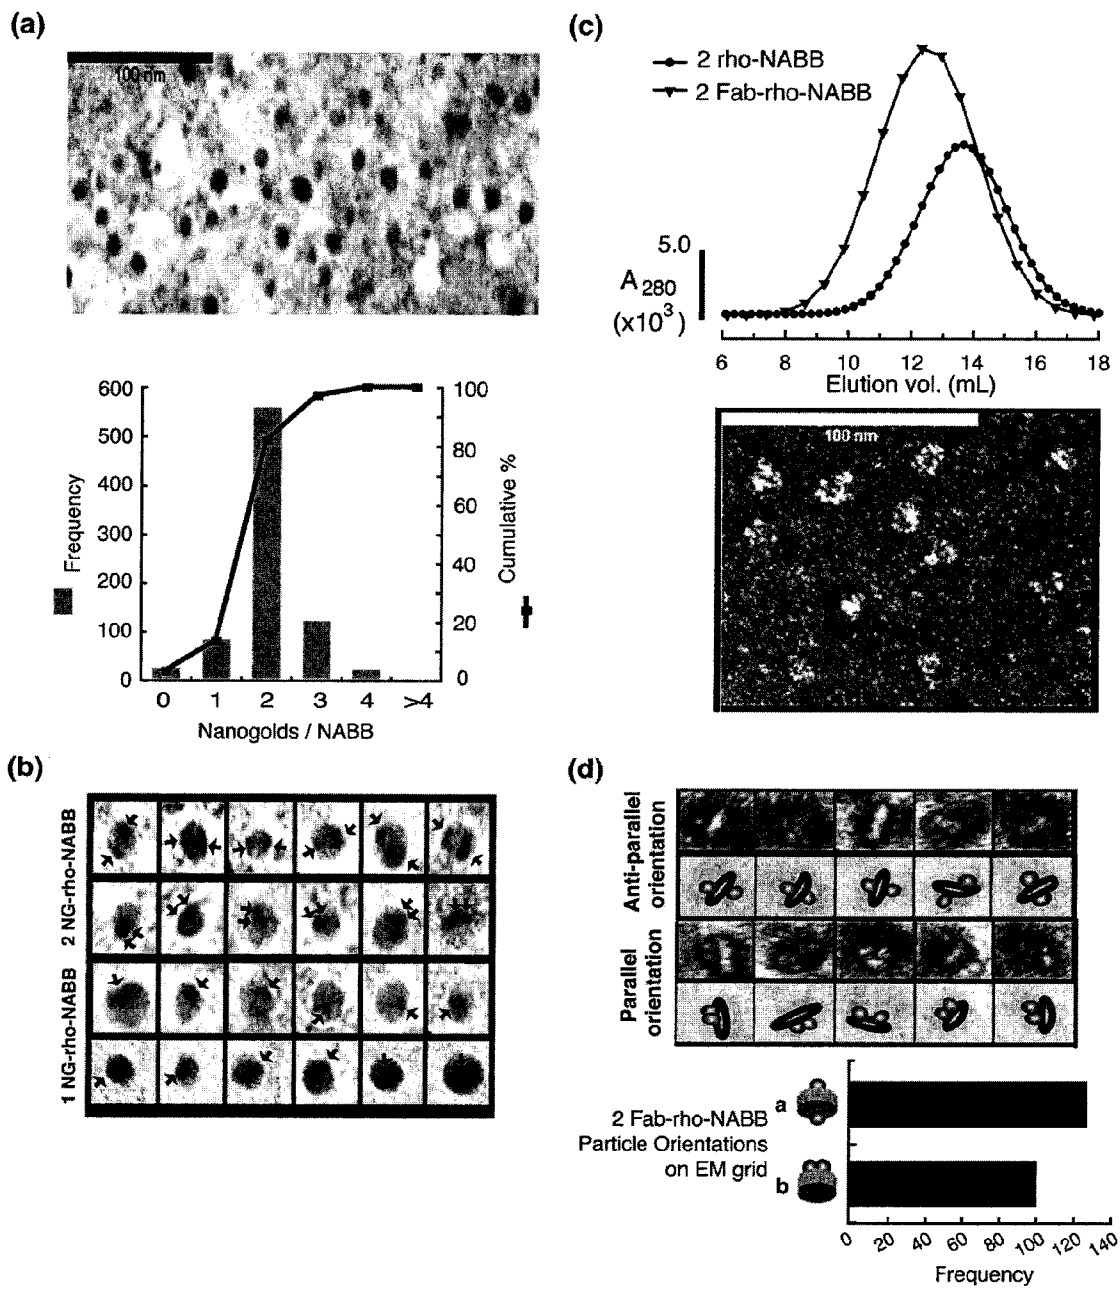 (a)
100 nm
600
500
400
300
200
100
0
Frequency
100
80
60
40
20
0
Cumulative %
0 1 2 3 4 >4
Nanogolds / NABB
(b)
2 NG-rho-NABB
1 NG-rho-NABB
(c)
2 rho-NABB
2 Fab-rho-NABB
5.0
A 280
(x10³)
6 8 10 12 14 16 18
Elution vol. (mL)
100 nm
(d)
Anti-parallel
orientation
Parallel
orientation
2 Fab-rho-NABB
Particle Orientations
on EM grid
a
b
0 20 40 60 80 100 120 140
Frequency